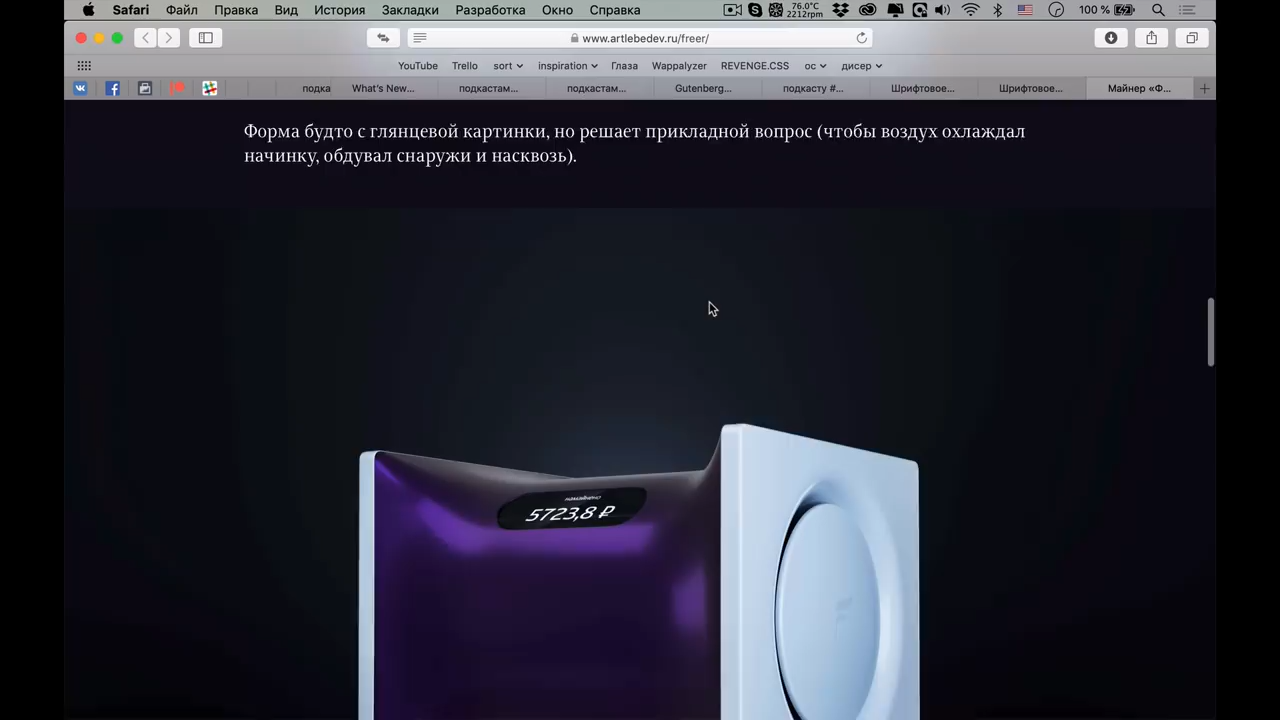 Safari Файл Правка Вид История Закладки Разработка Окно Справка 76.0°C 2212rpm 100 %
www.artlebedev.ru/freer/
YouTube Trello sort inspiration Глаза Wappalyzer REVENGE.CSS ос дисер
подка What's New... подкастам... подкастам... Gutenberg... подкасту #... Шрифтовое... Шрифтовое... Майнер «Ф...
Форма будто с глянцевой картинки, но решает прикладной вопрос (чтобы воздух охлаждал
начинку, обдувал снаружи и насквозь).
намайнено
5723,8 ₽